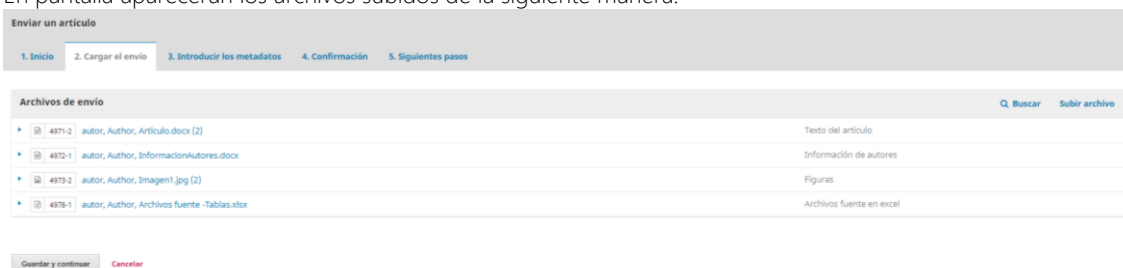 En pantalla aparecerán los archivos subidos de la siguiente manera:
Enviar un artículo
1. Inicio 2. Cargar el envío 3. Introducir los metadatos 4. Confirmación 5. Siguientes pasos
Archivos de envío Buscar Subir archivo
4971-2 autor, Author, Artículo.docx (2) Texto del artículo
4972-1 autor, Author, InformacionAutores.docx Información de autores
4973-2 autor, Author, Imagen1.jpg (2) Figuras
4978-1 autor, Author, Archivos fuente -Tablas.xlsx Archivos fuente en excel
Guardar y continuar Cancelar